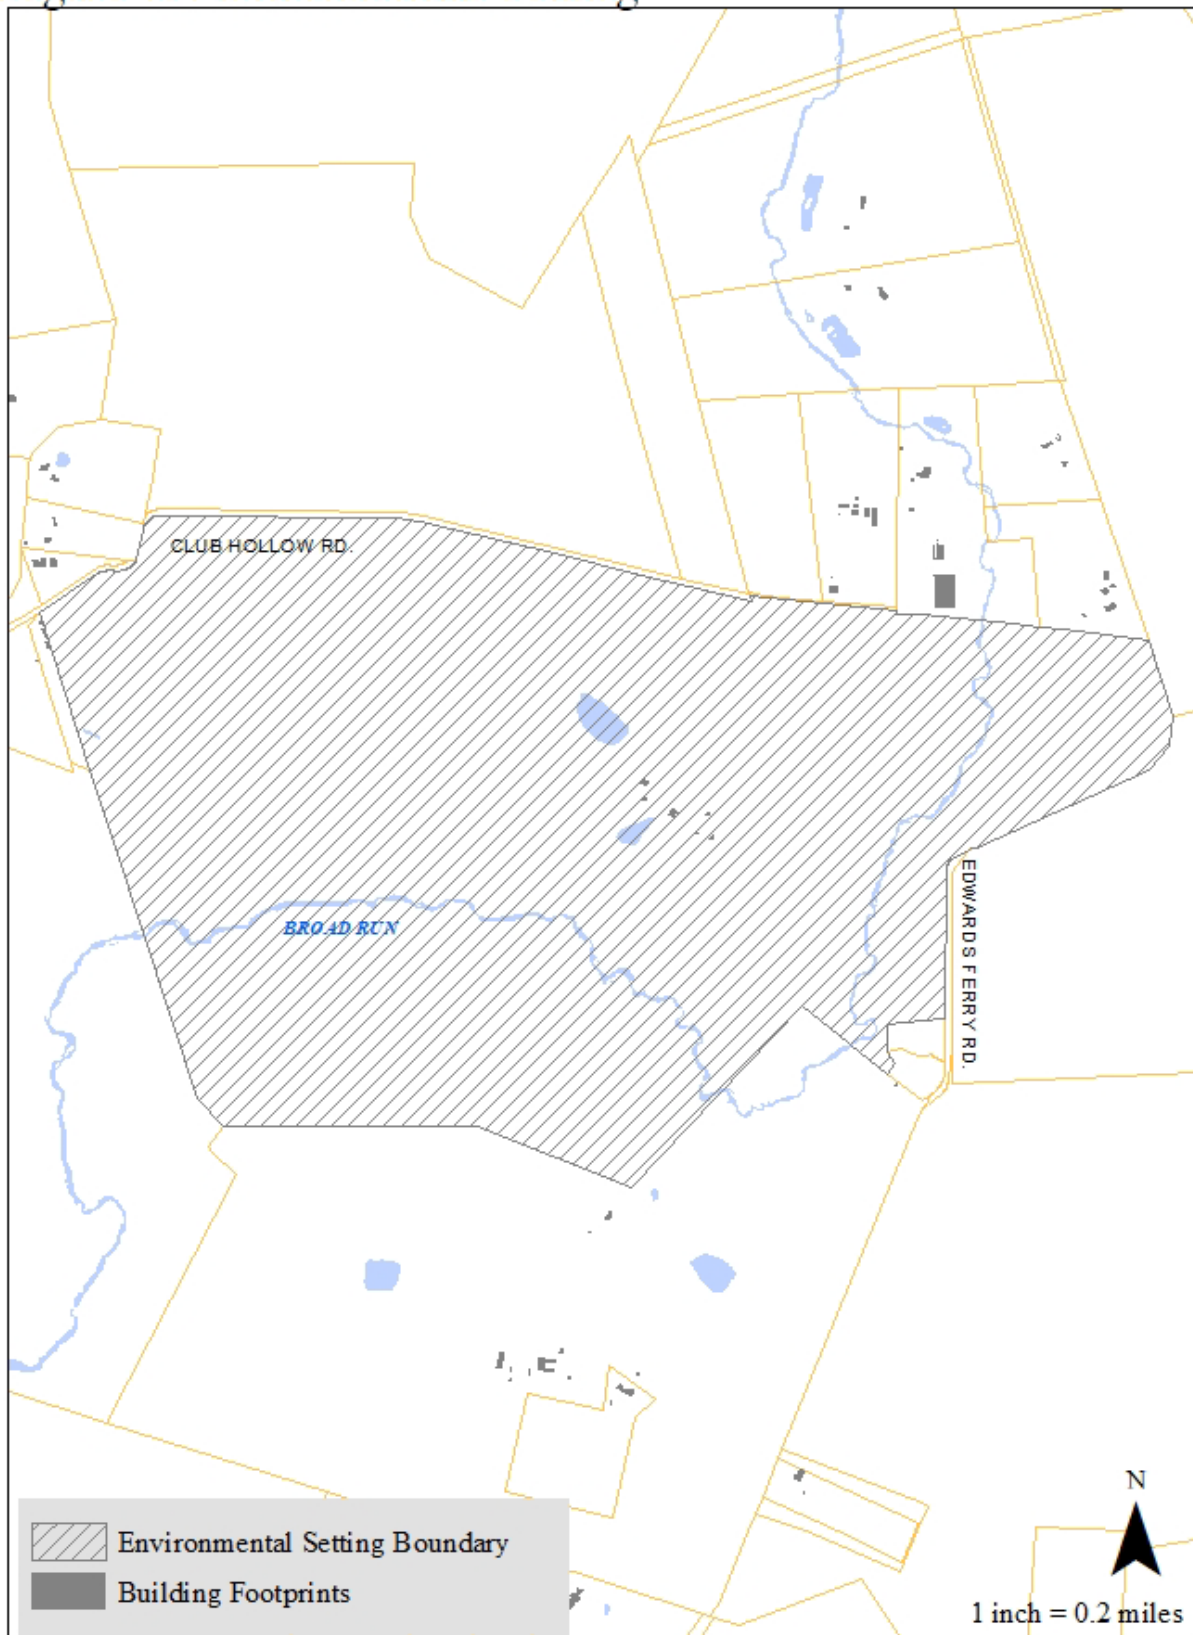 CLUB HOLLOW RD.
EDWARDS FERRY RD.
BROAD RUN
N
Environmental Setting Boundary
Building Footprints
1 inch = 0.2 miles